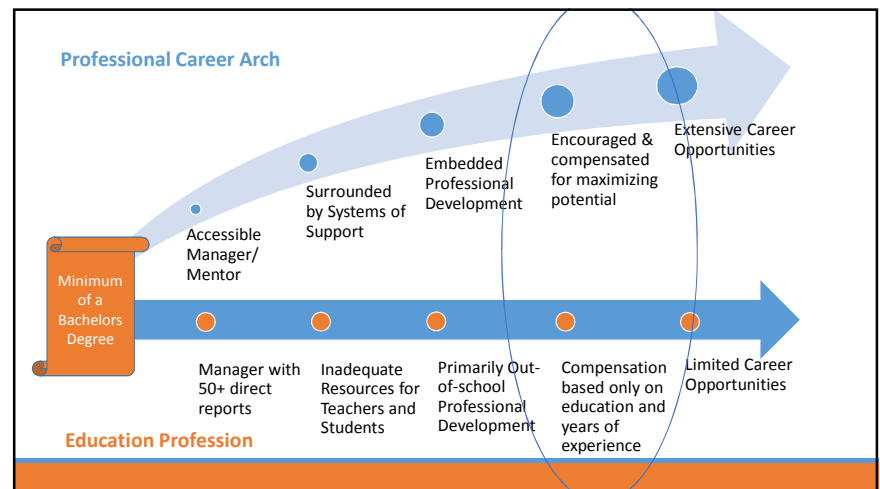 Professional Career Arch
Accessible
Manager/
Mentor
Surrounded
by Systems of
Support
Embedded
Professional
Development
Encouraged &
compensated
for maximizing
potential
Extensive Career
Opportunities
Minimum
of a
Bachelors
Degree
Manager with
50+ direct
reports
Inadequate
Resources for
Teachers and
Students
Primarily Out-
of-school
Professional
Development
Compensation
based only on
education and
years of
experience
Limited Career
Opportunities
Education Profession